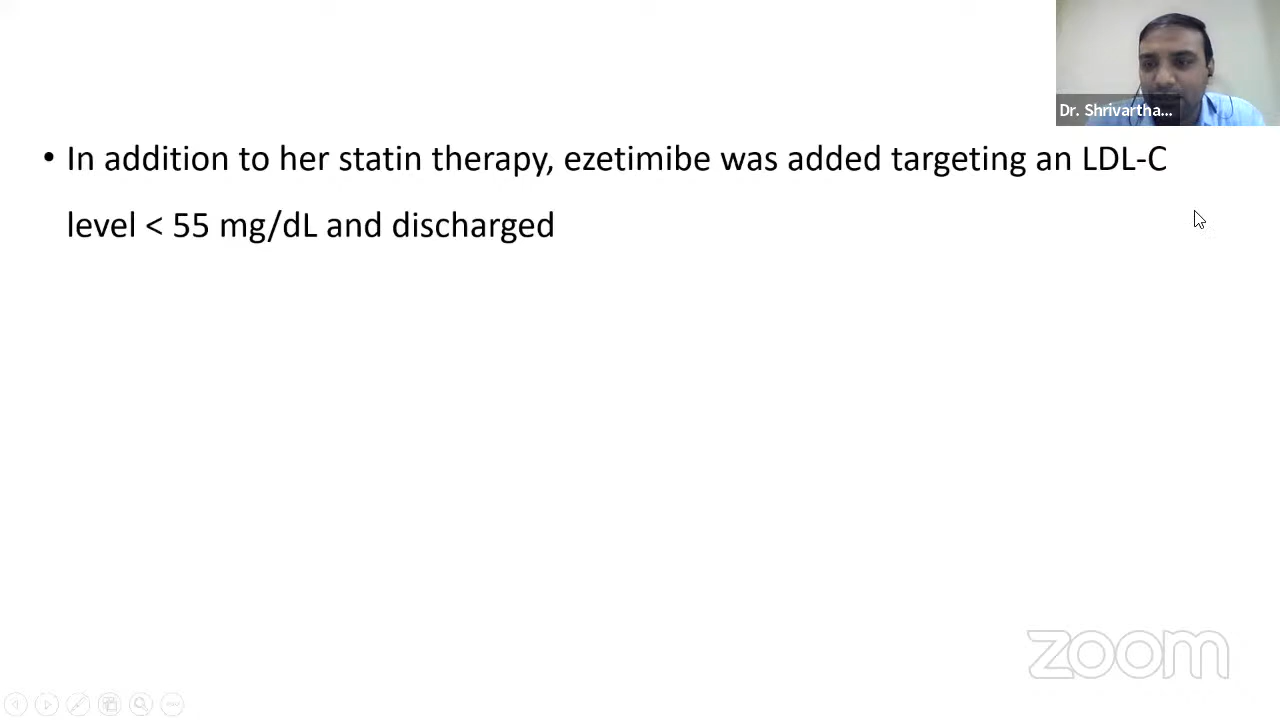 Dr. Shrivartha...
• In addition to her statin therapy, ezetimibe was added targeting an LDL-C
level < 55 mg/dL and discharged
zoom